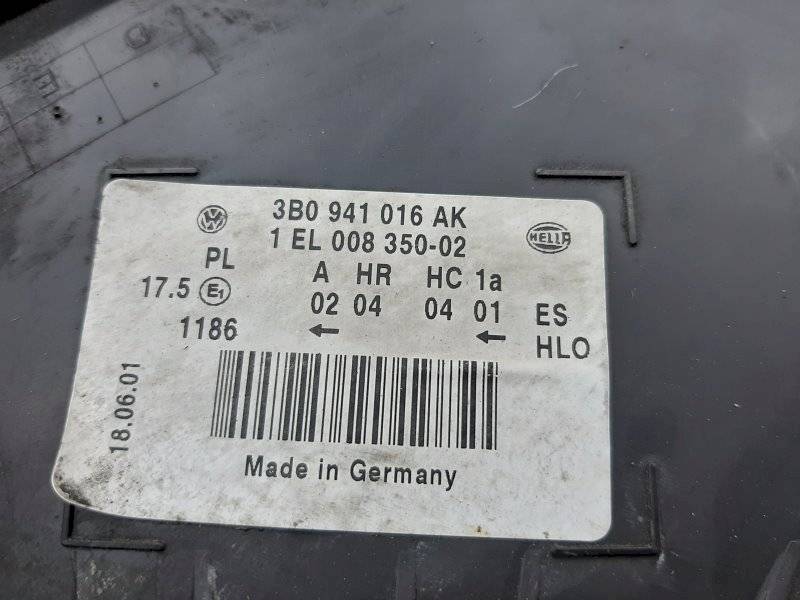 3B0 941 016 AK
1 EL 008 350-02
HELLA
PL A HR HC 1a
17.5 E1 02 04 04 01 ES
1186 HLO
18.06.01
Made in Germany